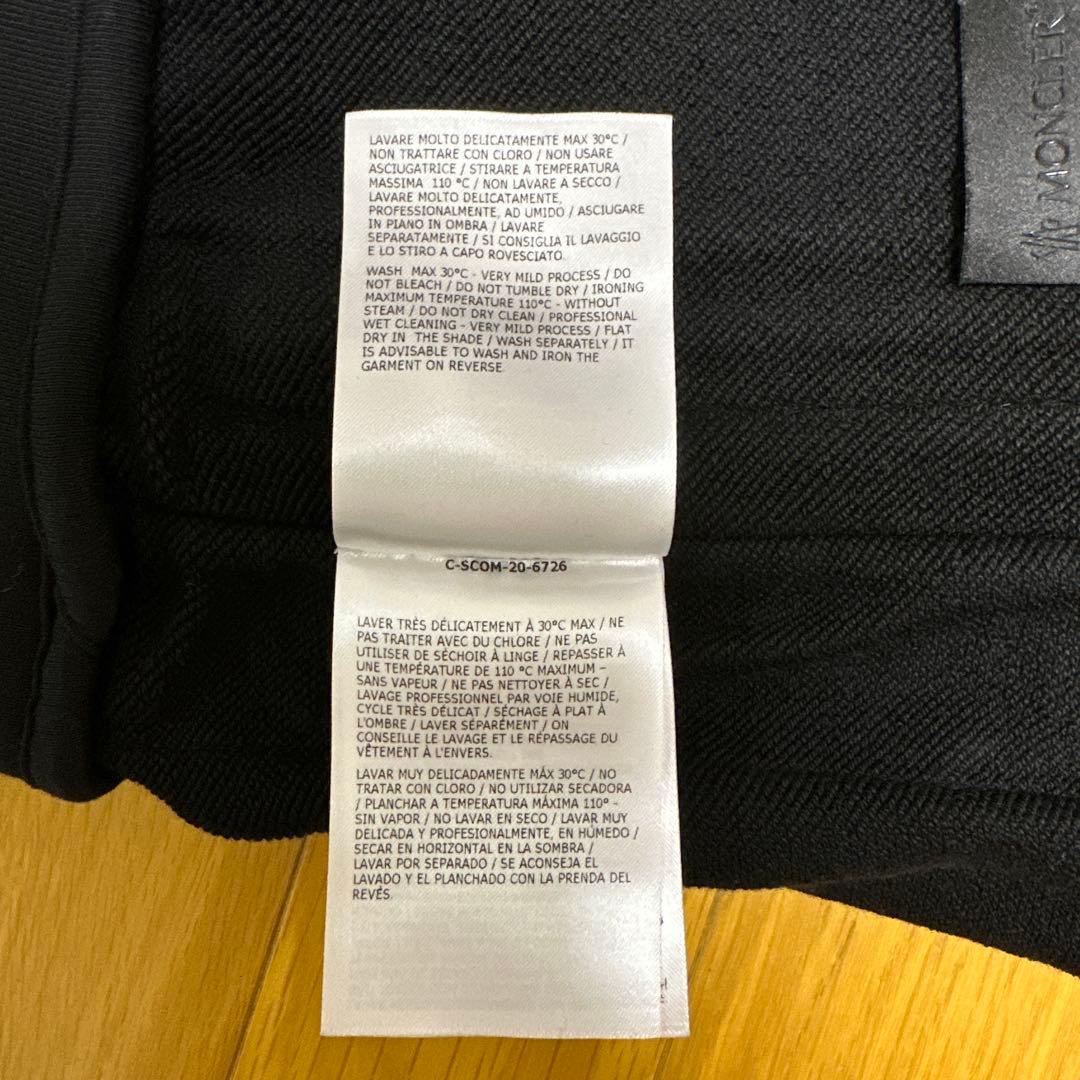 LAVARE MOLTO DELICATAMENTE MAX 30°C /
NON TRATTARE CON CLORO / NON USARE
ASCIUGATRICE / STIRARE A TEMPERATURA
MASSIMA 110 °C / NON LAVARE A SECCO /
LAVARE MOLTO DELICATAMENTE,
PROFESSIONALMENTE, AD UMIDO / ASCIUGARE
IN PIANO IN OMBRA / LAVARE
SEPARATAMENTE / SI CONSIGLIA IL LAVAGGIO
E LO STIRO A CAPO ROVESCIATO.
WASH MAX 30°C - VERY MILD PROCESS / DO
NOT BLEACH / DO NOT TUMBLE DRY / IRONING
MAXIMUM TEMPERATURE 110°C - WITHOUT
STEAM / DO NOT DRY CLEAN / PROFESSIONAL
WET CLEANING - VERY MILD PROCESS / FLAT
DRY IN THE SHADE / WASH SEPARATELY / IT
IS ADVISABLE TO WASH AND IRON THE
GARMENT ON REVERSE.
MONCLER
C-SCOM-20-6726
LAVER TRÈS DÉLICATEMENT À 30°C MAX / NE
PAS TRAITER AVEC DU CHLORE / NE PAS
UTILISER DE SÉCHOIR À LINGE / REPASSER À
UNE TEMPÉRATURE DE 110 °C MAXIMUM –
SANS VAPEUR / NE PAS NETTOYER À SEC /
LAVAGE PROFESSIONNEL PAR VOIE HUMIDE,
CYCLE TRÈS DÉLICAT / SÉCHAGE À PLAT À
L'OMBRE / LAVER SÉPARÉMENT / ON
CONSEILLE LE LAVAGE ET LE RÉPASSAGE DU
VÊTEMENT À L'ENVERS.
LAVAR MUY DELICADAMENTE MÁX 30°C / NO
TRATAR CON CLORO / NO UTILIZAR SECADORA
/ PLANCHAR A TEMPERATURA MÁXIMA 110° -
SIN VAPOR / NO LAVAR EN SECO / LAVAR MUY
DELICADA Y PROFESIONALMENTE, EN HÚMEDO /
SECAR EN HORIZONTAL EN LA SOMBRA /
LAVAR POR SEPARADO / SE ACONSEJA EL
LAVADO Y EL PLANCHADO CON LA PRENDA DEL
REVÉS.